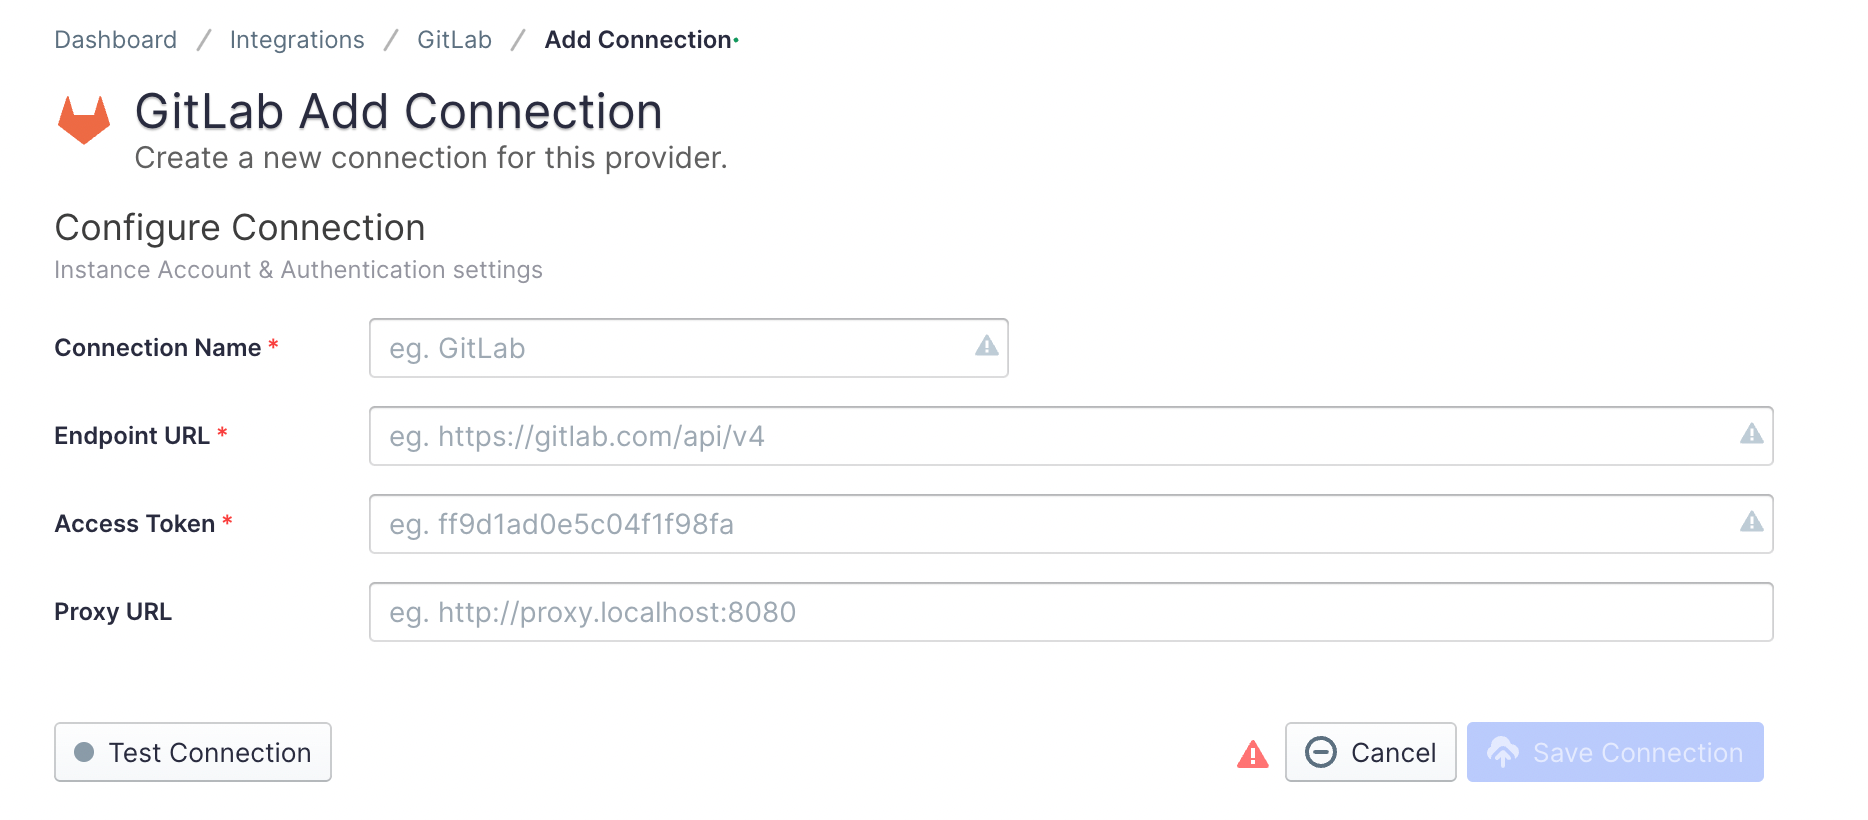 Dashboard / Integrations / GitLab / Add Connection
GitLab Add Connection
Create a new connection for this provider.
Configure Connection
Instance Account & Authentication settings
Connection Name * eg. GitLab
Endpoint URL * eg. https://gitlab.com/api/v4
Access Token * eg. ff9d1ad0e5c04f1f98fa
Proxy URL eg. http://proxy.localhost:8080
Test Connection Cancel Save Connection